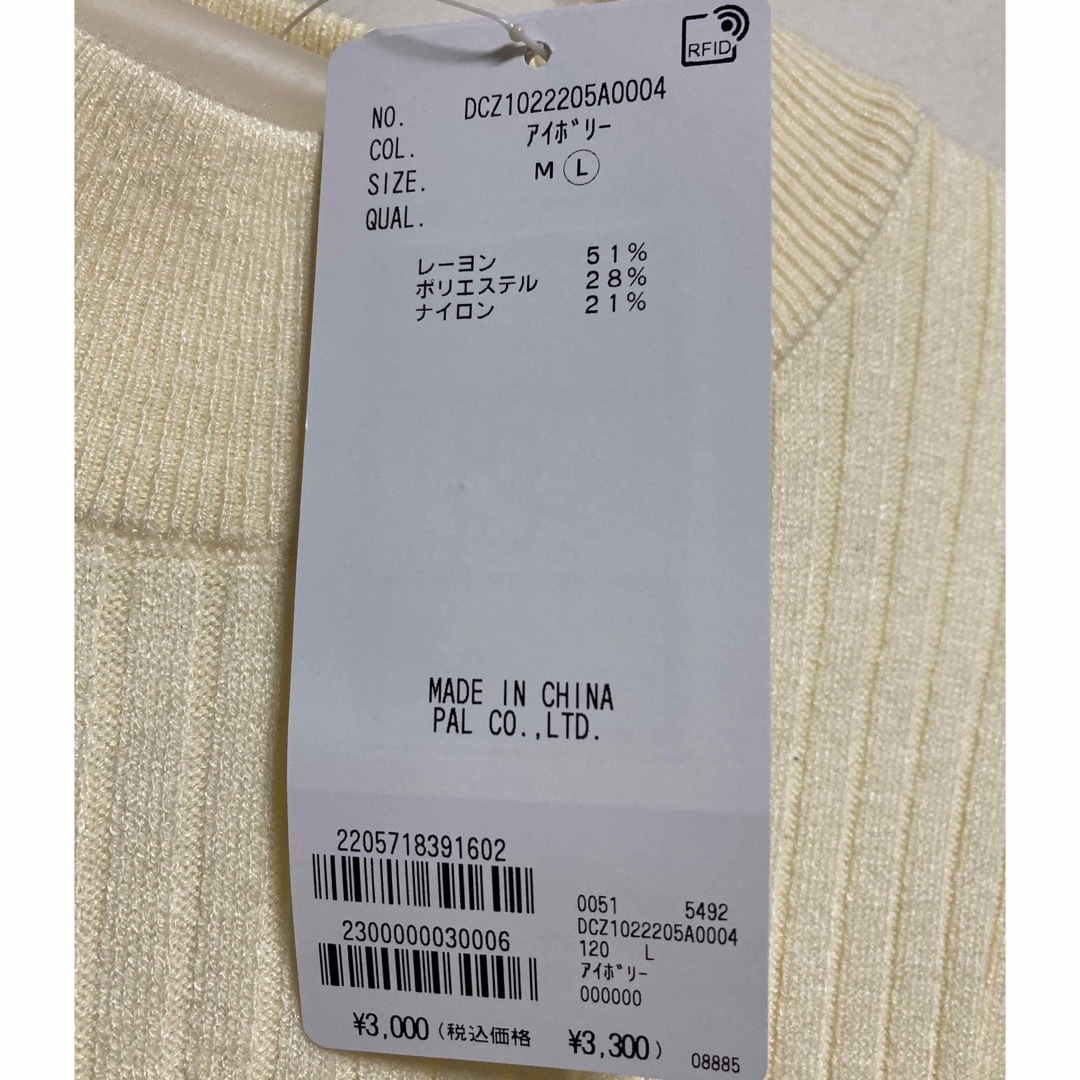 RFID
NO. DCZ1022205A0004
COL. アイボリー
SIZE. M L
QUAL.
レーヨン 51%
ポリエステル 28%
ナイロン 21%
MADE IN CHINA
PAL CO.,LTD.
2205718391602
2300000030006
0051 5492
DCZ1022205A0004
120 L
アイボリー
000000
¥3,000 (税込価格 ¥3,300)
08885